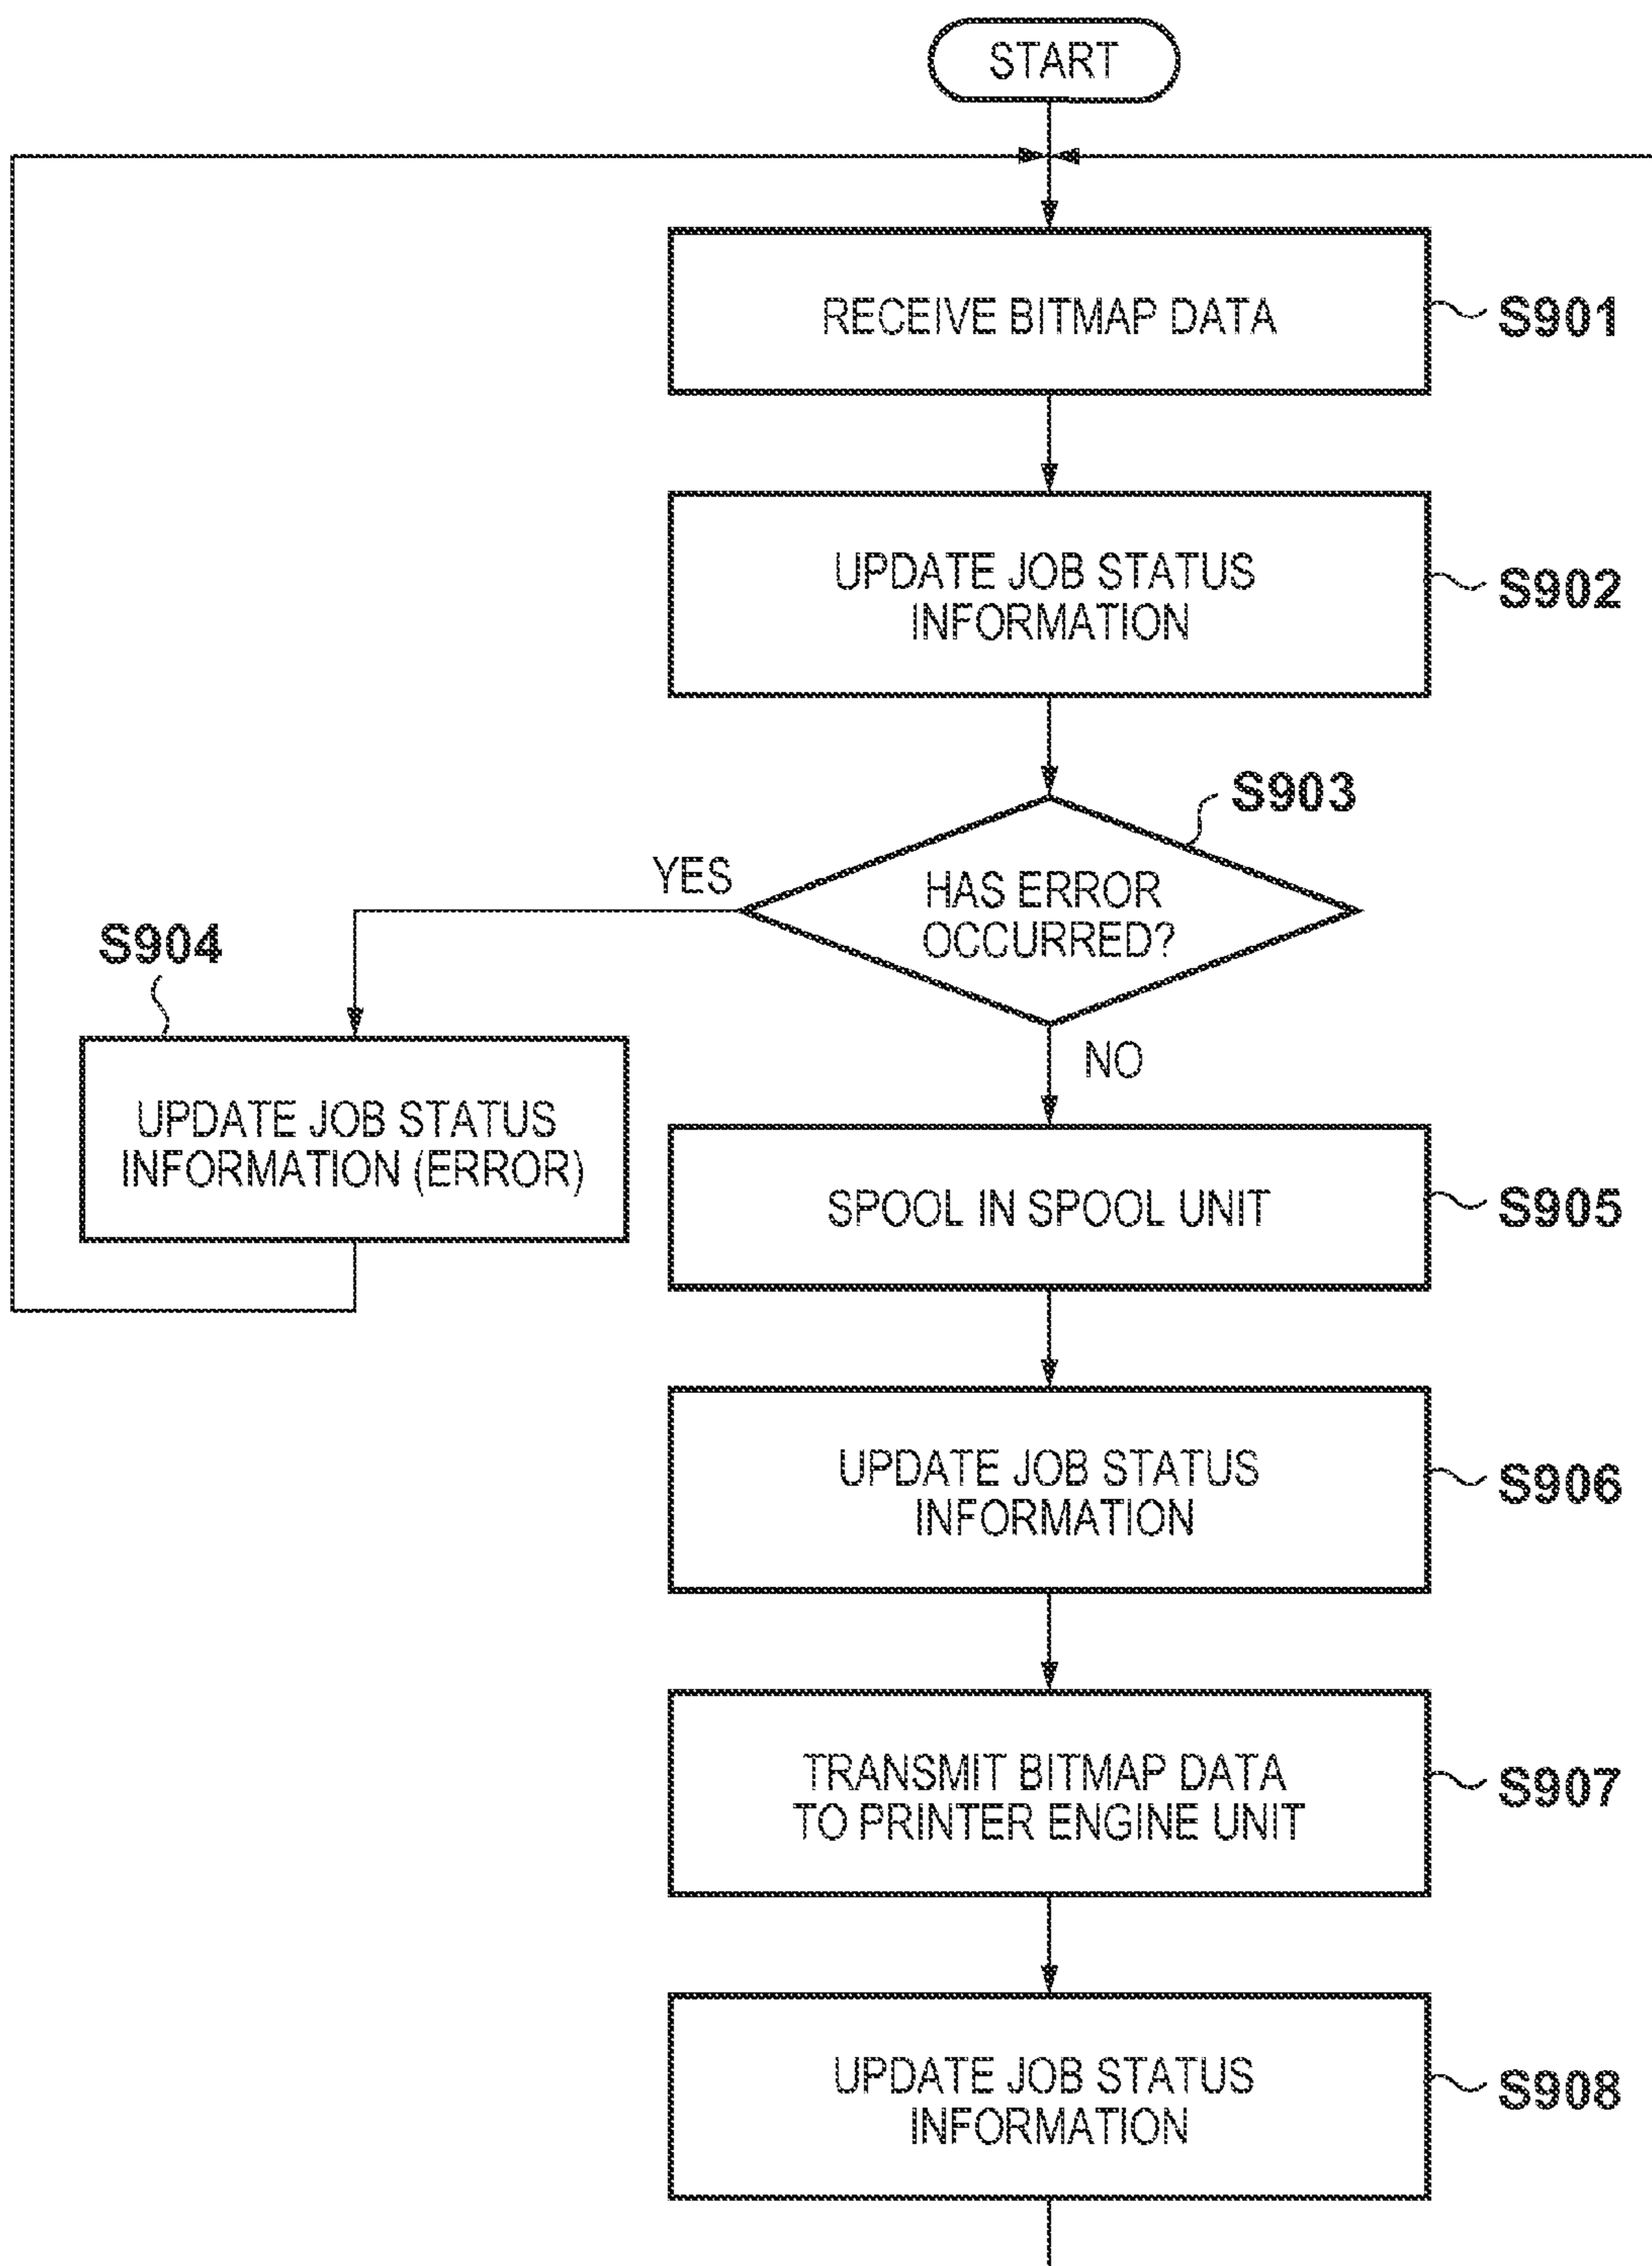 START
RECEIVE BITMAP DATA
S901
UPDATE JOB STATUS
INFORMATION
S902
S903
HAS ERROR
OCCURRED?
YES
NO
S904
UPDATE JOB STATUS
INFORMATION (ERROR)
SPOOL IN SPOOL UNIT
S905
UPDATE JOB STATUS
INFORMATION
S906
TRANSMIT BITMAP DATA
TO PRINTER ENGINE UNIT
S907
UPDATE JOB STATUS
INFORMATION
S908